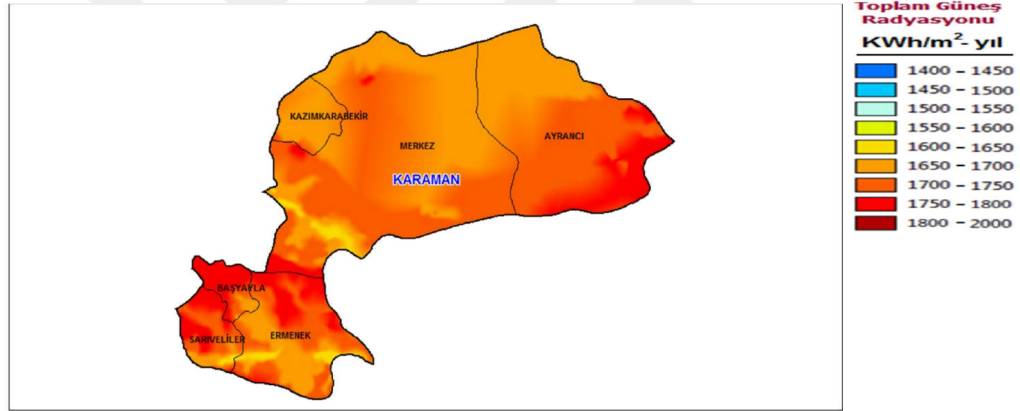 Toplam Güneş
Radyasyonu
KWh/m²- yıl
1400 – 1450
1450 – 1500
1500 – 1550
1550 – 1600
1600 – 1650
1650 – 1700
1700 – 1750
1750 – 1800
1800 – 2000
KAZIMKARABEKİR
MERKEZ
AYRANCI
KARAMAN
BAŞYAYLA
SARIVELİLER
ERMENEK